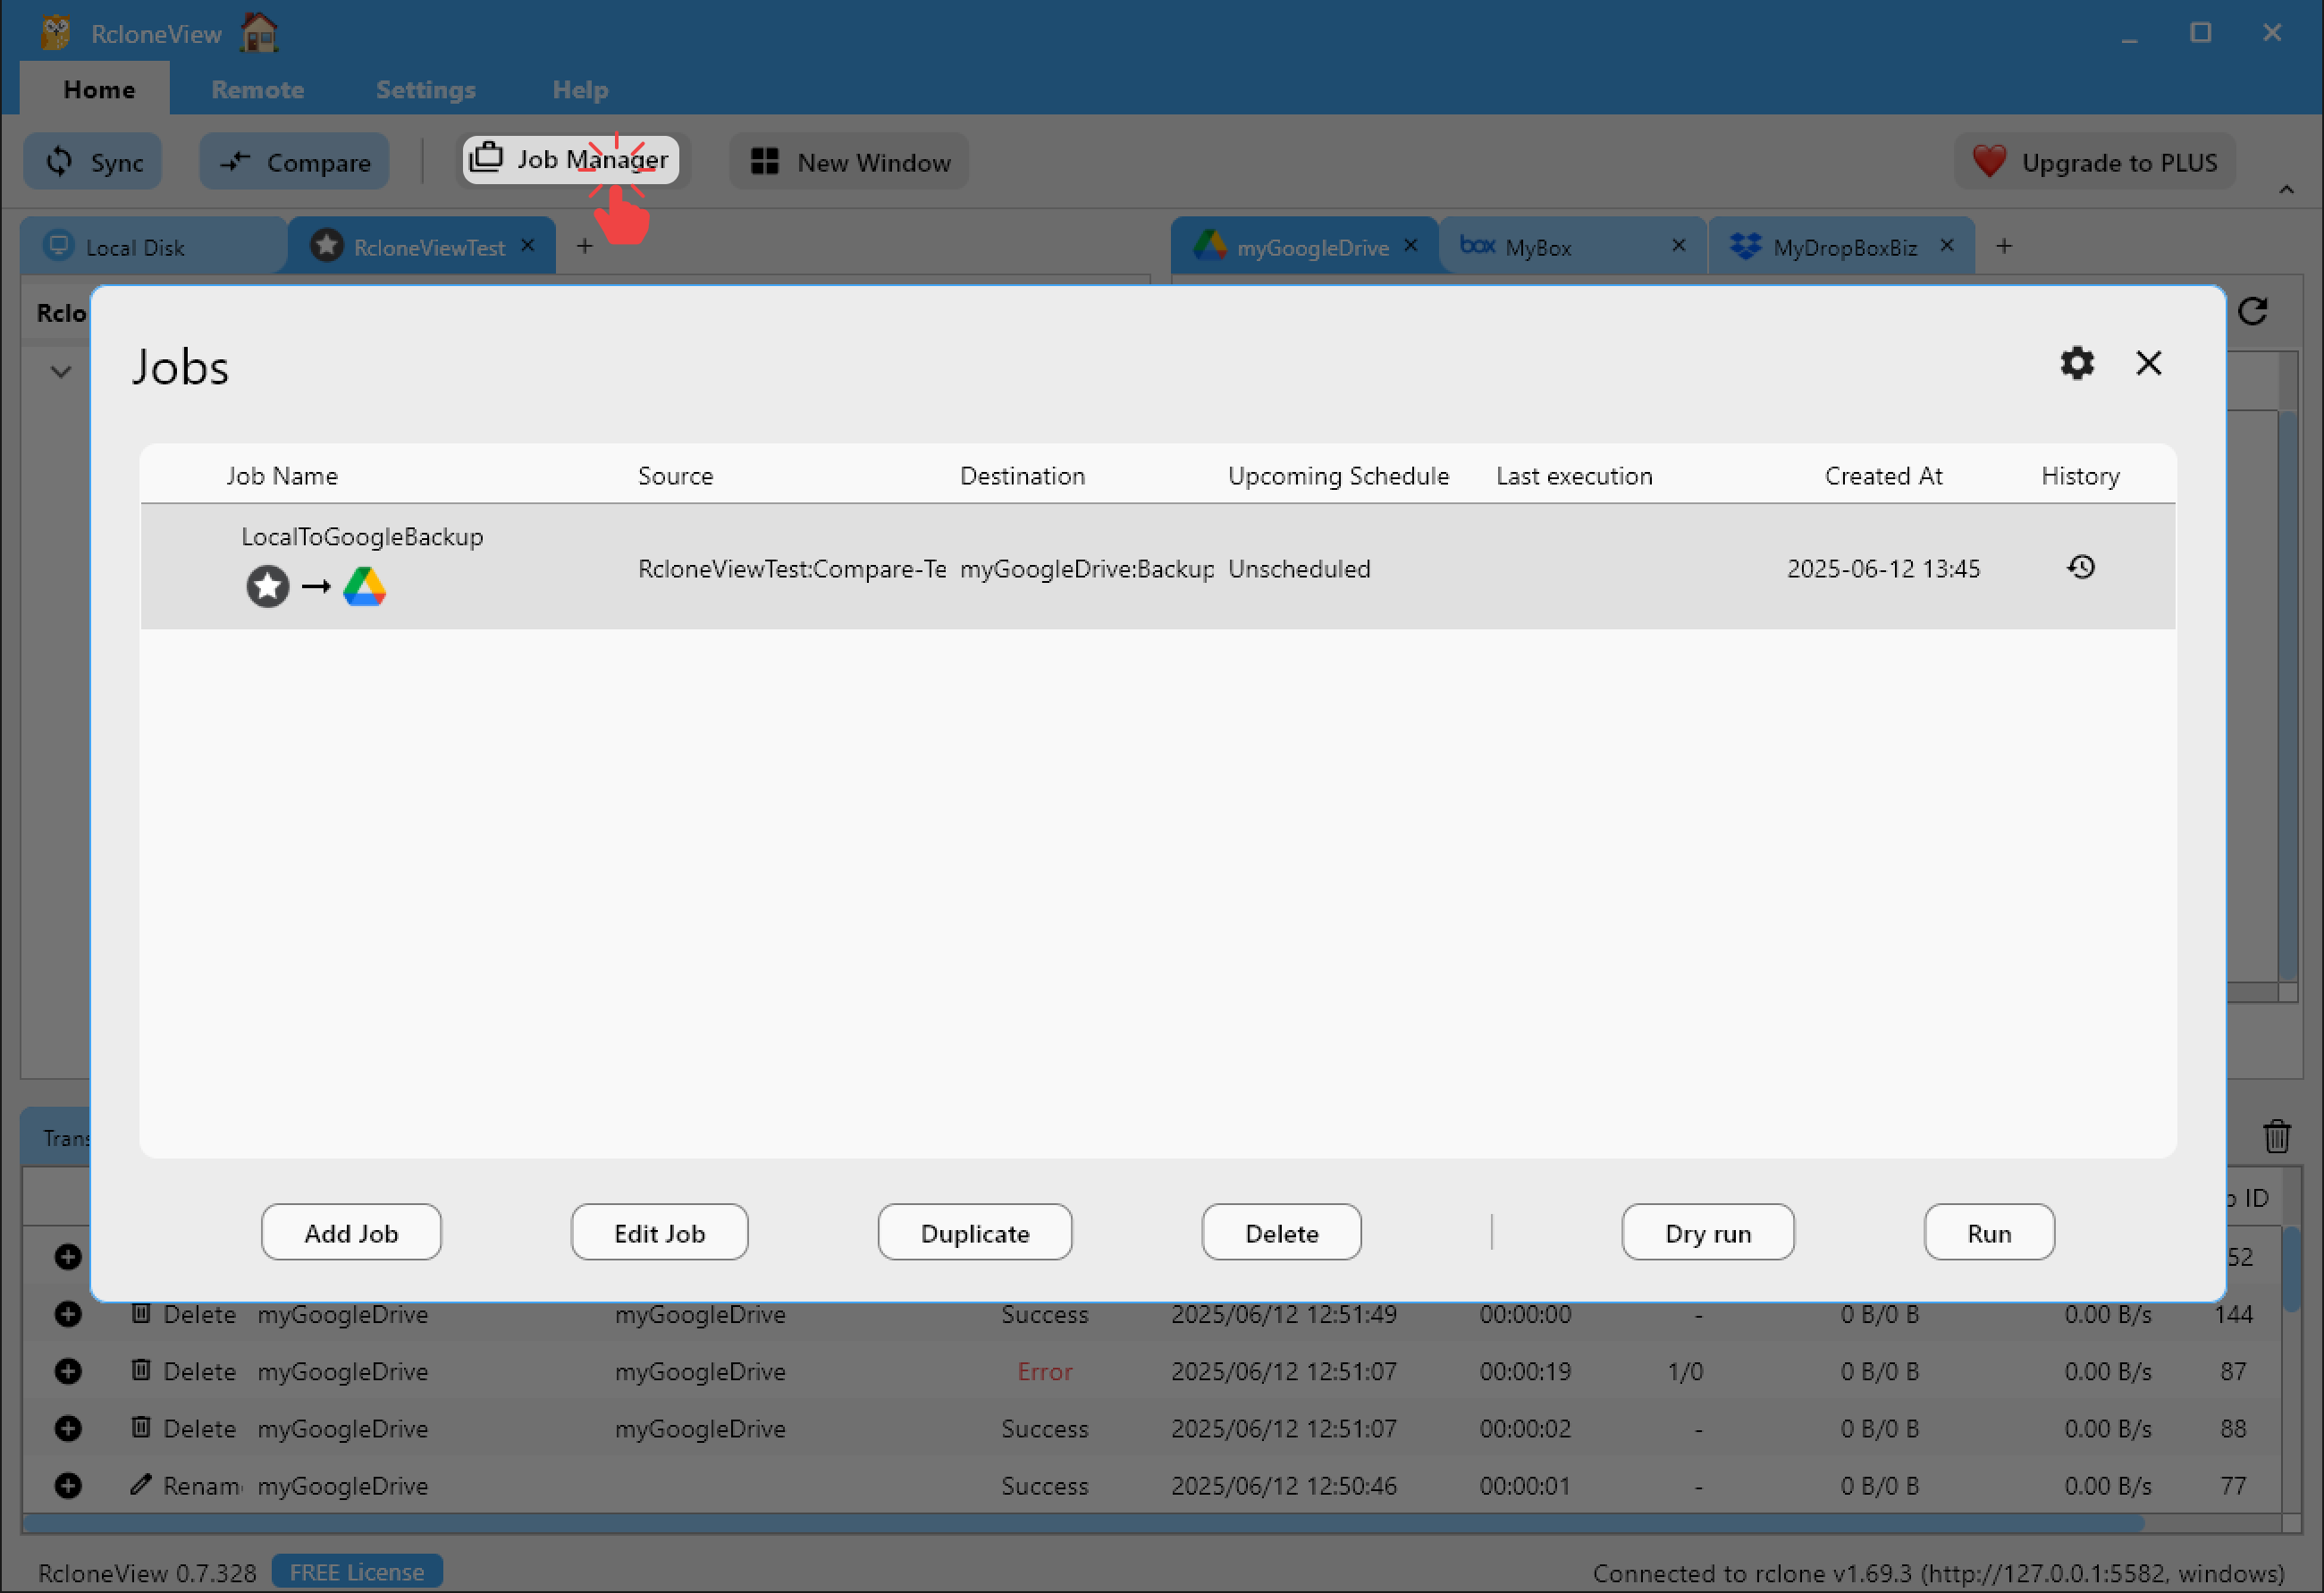 RcloneView
Home Remote Settings Help
Sync Compare Job Manager New Window Upgrade to PLUS
Local Disk RcloneViewTest myGoogleDrive box MyBox MyDropBoxBiz
Rclo
Jobs
Job Name Source Destination Upcoming Schedule Last execution Created At History
LocalToGoogleBackup
RcloneViewTest:Compare-Te myGoogleDrive:Backup Unscheduled 2025-06-12 13:45
Trans
Add Job Edit Job Duplicate Delete Dry run Run
ID
52
Delete myGoogleDrive myGoogleDrive Success 2025/06/12 12:51:49 00:00:00 - 0 B/0 B 0.00 B/s 144
Delete myGoogleDrive myGoogleDrive Error 2025/06/12 12:51:07 00:00:19 1/0 0 B/0 B 0.00 B/s 87
Delete myGoogleDrive myGoogleDrive Success 2025/06/12 12:51:07 00:00:02 - 0 B/0 B 0.00 B/s 88
Renam myGoogleDrive Success 2025/06/12 12:50:46 00:00:01 - 0 B/0 B 0.00 B/s 77
RcloneView 0.7.328 FREE License Connected to rclone v1.69.3 (http://127.0.0.1:5582, windows)